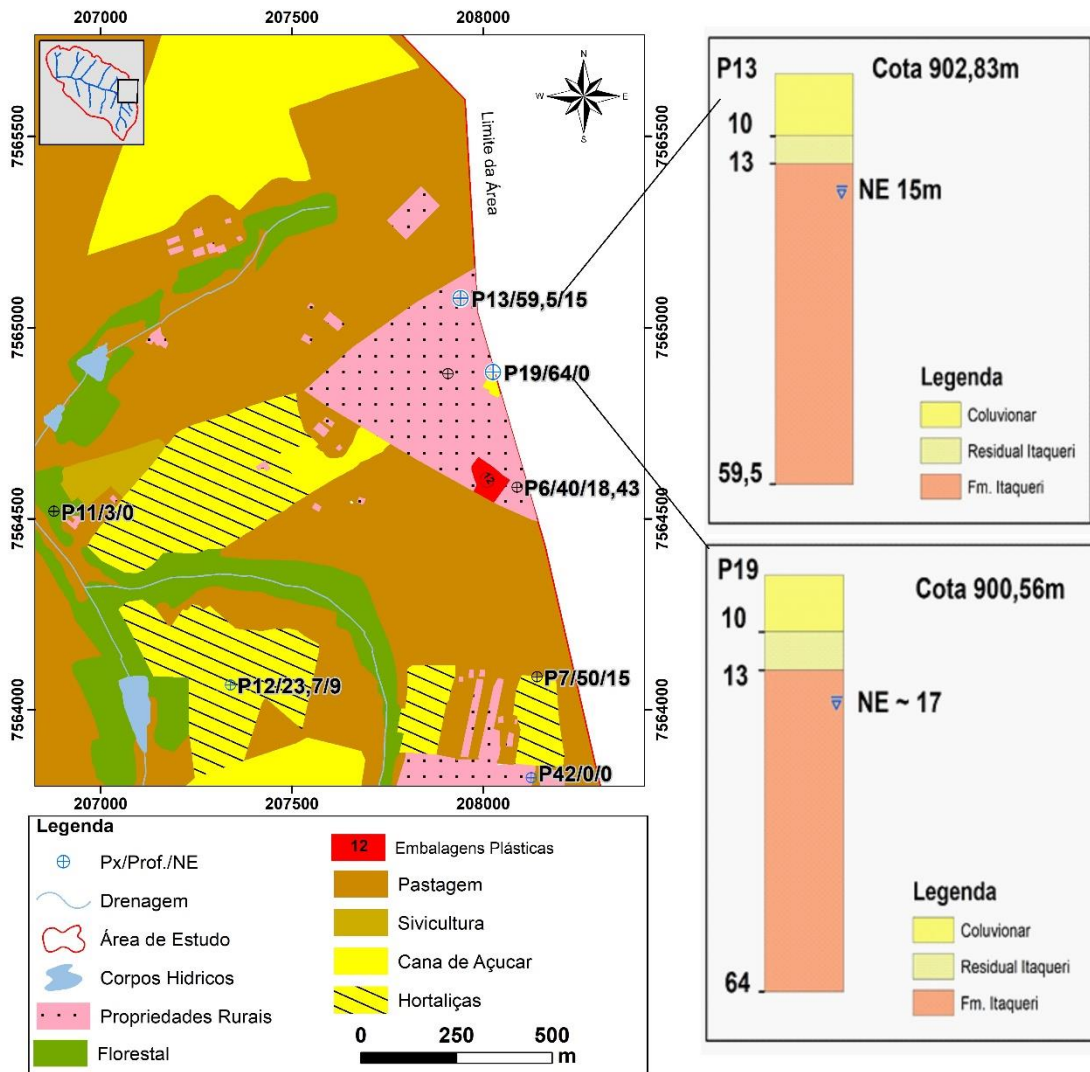 207000 207500 208000
7565500
7565000
7564500
7564000
N
W E
S
Limite da Área
P13/59,5/15
P19/64/0
12
P6/40/18,43
P11/3/0
P12/23,7/9
P7/50/15
P42/0/0
7565500
7565000
7564500
7564000
207000 207500 208000
Legenda
Px/Prof./NE
Drenagem
Área de Estudo
Corpos Hidricos
Propriedades Rurais
Florestal
12 Embalagens Plásticas
Pastagem
Sivicultura
Cana de Açucar
Hortaliças
0 250 500
m
P13 Cota 902,83m
10
13
NE 15m
59,5
Legenda
Coluvionar
Residual Itaqueri
Fm. Itaqueri
P19 Cota 900,56m
10
13
NE ~ 17
64
Legenda
Coluvionar
Residual Itaqueri
Fm. Itaqueri